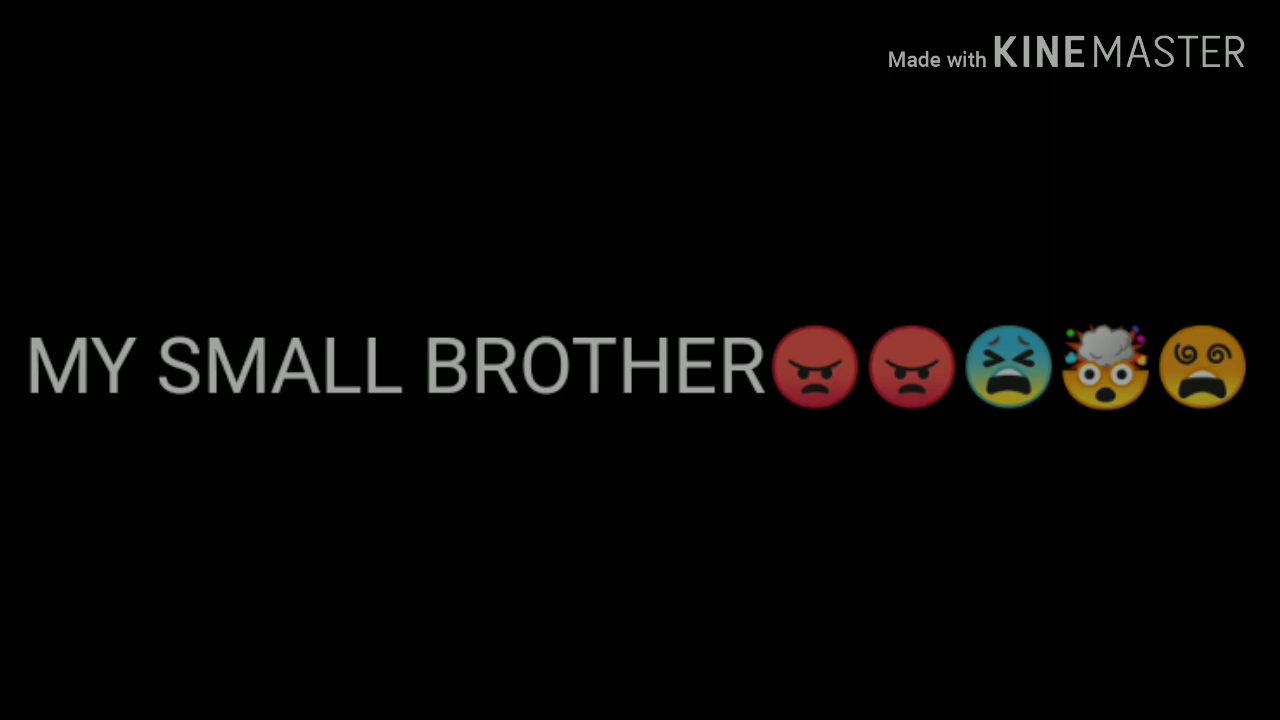 Made with KINEMASTER
MY SMALL BROTHER😡😡😫🤯😵‍💫